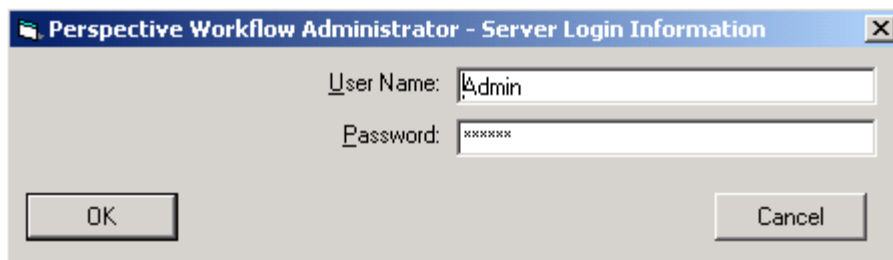 Perspective Workflow Administrator - Server Login Information
User Name: Admin
Password: ******
OK Cancel